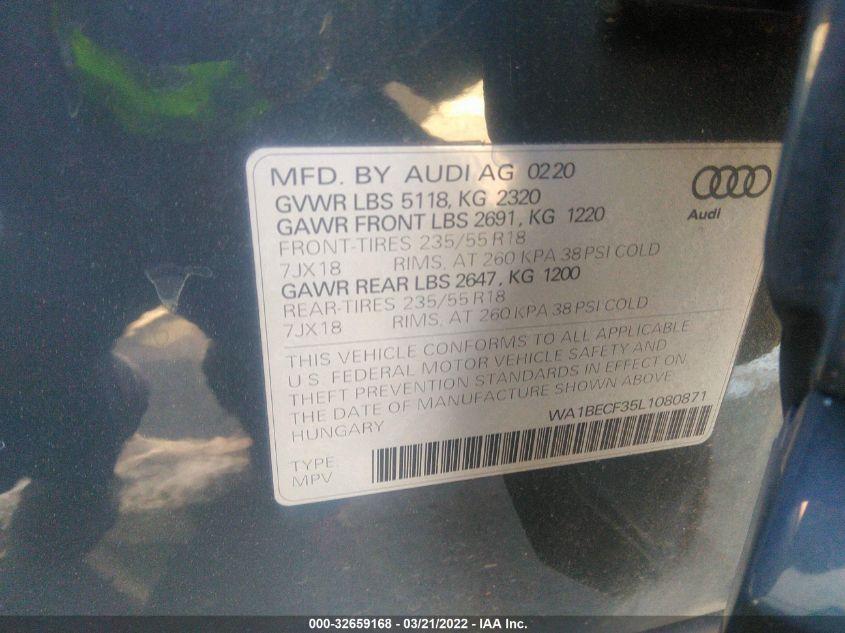 MFD. BY AUDI AG 0220
GVWR LBS 5118, KG 2320
GAWR FRONT LBS 2691, KG 1220
FRONT-TIRES 235/55 R18
7JX18 RIMS, AT 260 KPA 38 PSI COLD
GAWR REAR LBS 2647, KG 1200
REAR-TIRES 235/55 R18
7JX18 RIMS, AT 260 KPA 38 PSI COLD
Audi
THIS VEHICLE CONFORMS TO ALL APPLICABLE
U.S. FEDERAL MOTOR VEHICLE SAFETY AND
THEFT PREVENTION STANDARDS IN EFFECT ON
THE DATE OF MANUFACTURE SHOWN ABOVE.
HUNGARY
WA1BECF35L1080871
TYPE:
MPV
000-32659168 - 03/21/2022 - IAA Inc.